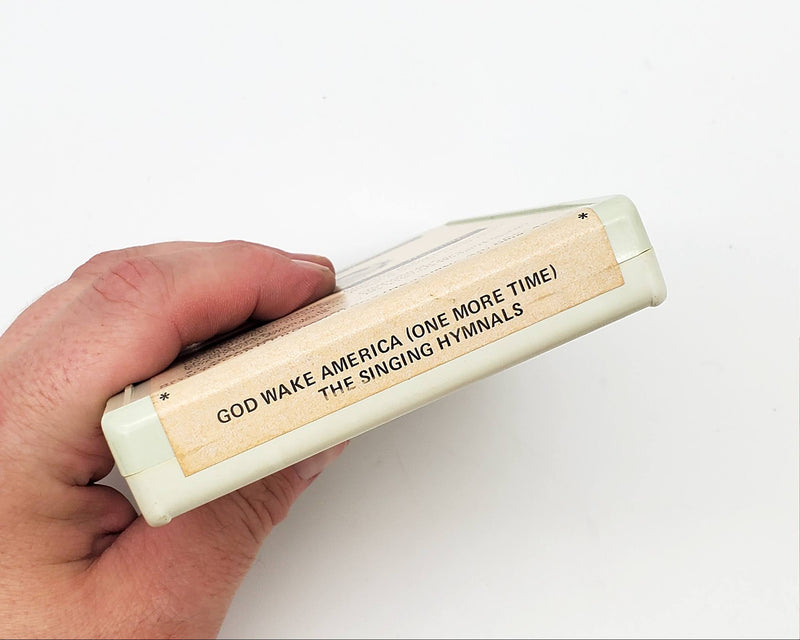 * *
GOD WAKE AMERICA (ONE MORE TIME)
THE SINGING HYMNALS